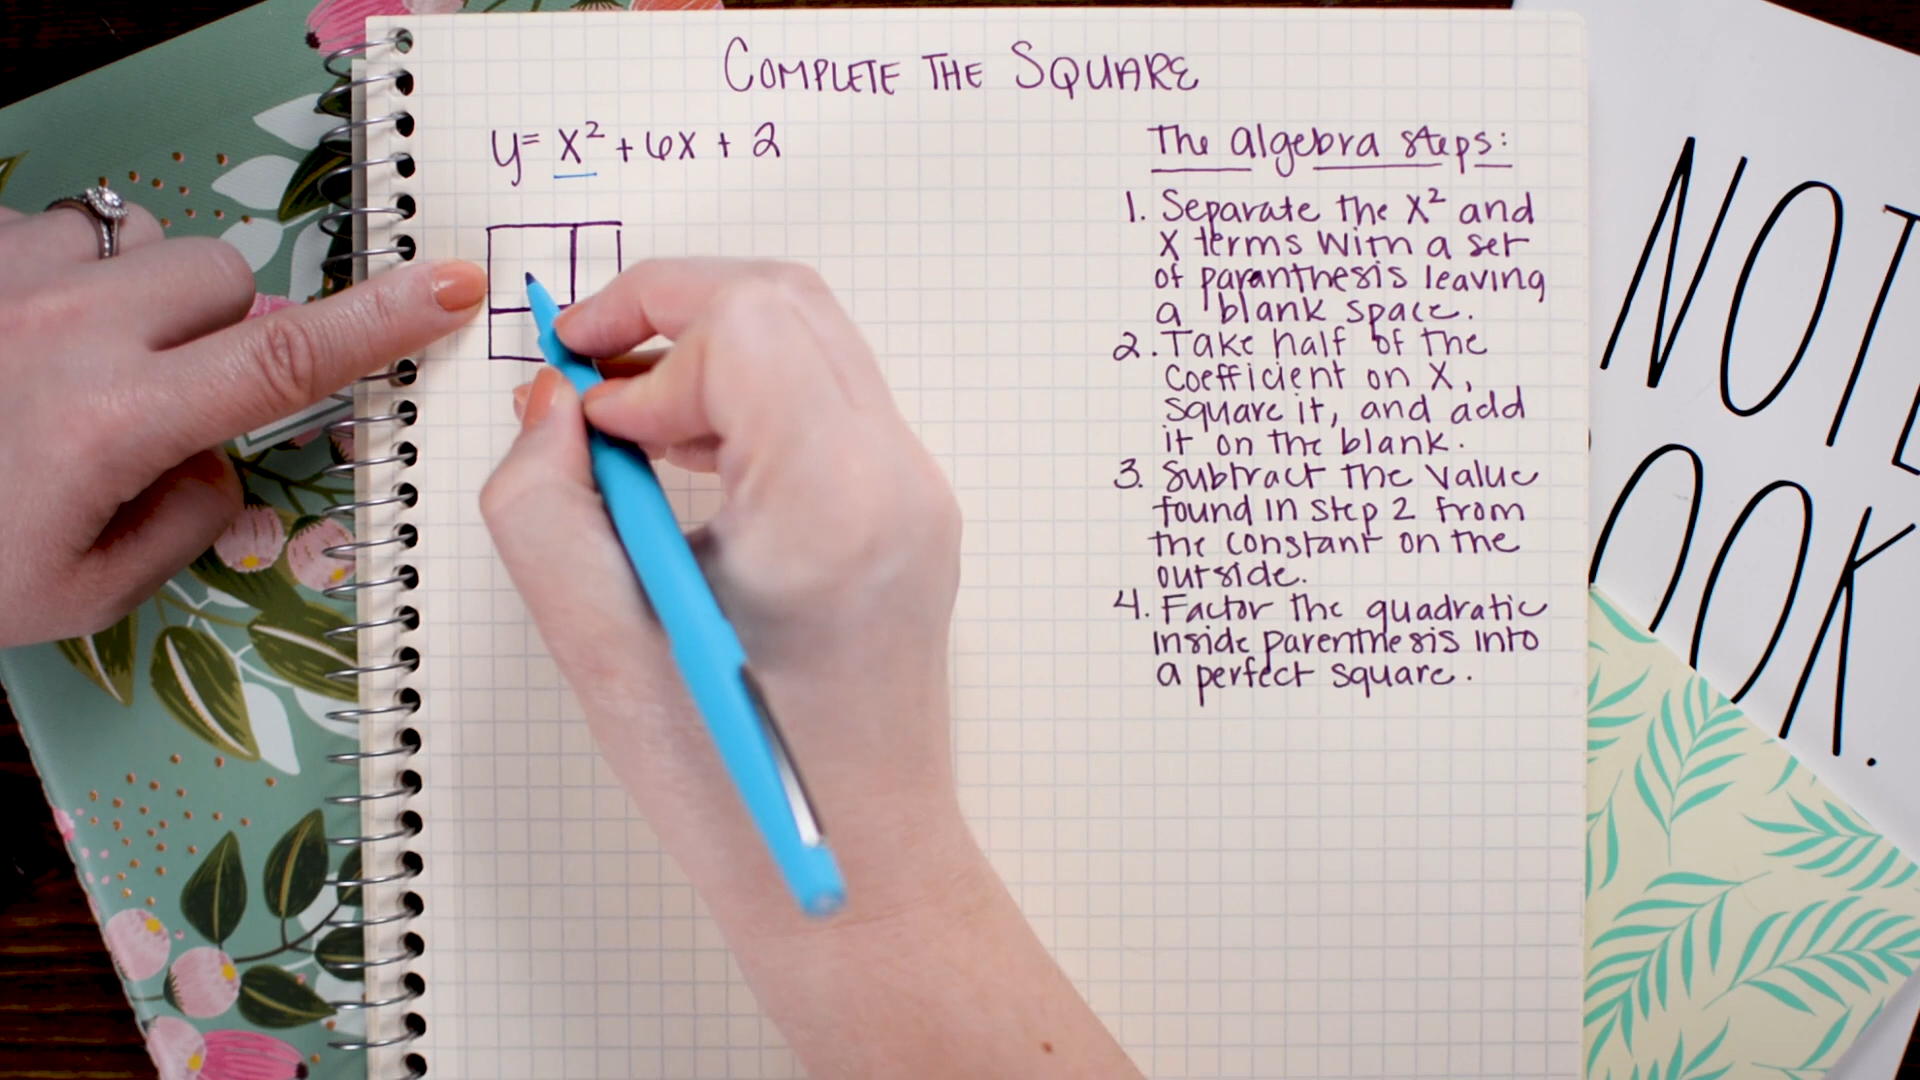 COMPLETE THE SQUARE
y = x² + 6x + 2
The algebra steps:
1. Separate the x² and
x terms with a set
of paranthesis leaving
a blank space.
2. Take half of the
coefficient on x,
square it, and add
it on the blank.
3. Subtract the value
found in step 2 from
the constant on the
outside.
4. Factor the quadratic
inside parenthesis into
a perfect square.
NOTE
OOK.